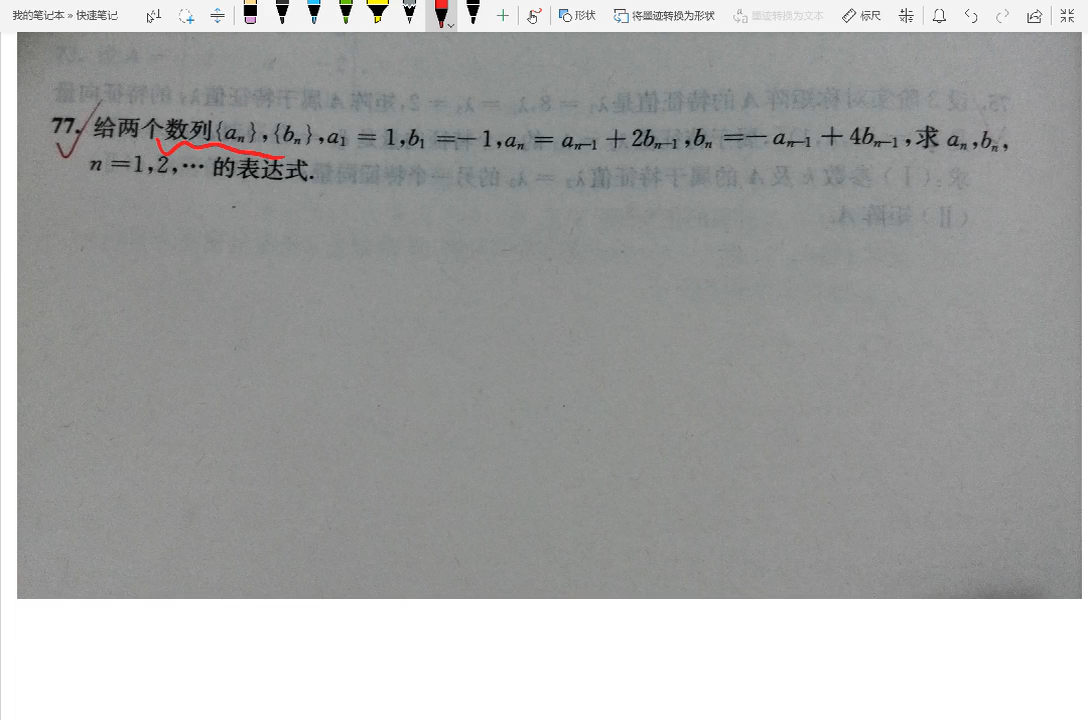 我的笔记本 » 快速笔记
形状
将墨迹转换为形状
墨迹转换为文本
标尺
77. 给两个数列{aₙ},{bₙ},a₁ = 1,b₁ = -1,aₙ = aₙ₋₁ + 2bₙ₋₁,bₙ = -aₙ₋₁ + 4bₙ₋₁,求 aₙ,bₙ,
n = 1,2,… 的表达式.